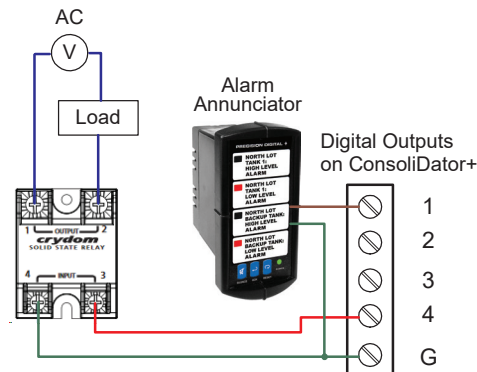 AC
V
Load
Alarm
Annunciator
PRECISION DIGITAL
NORTH LOT
TANK 1:
HIGH LEVEL
ALARM
NORTH LOT
TANK 1:
LOW LEVEL
ALARM
NORTH LOT
BACKUP TANK:
HIGH LEVEL
ALARM
NORTH LOT
BACKUP TANK:
LOW LEVEL
ALARM
Digital Outputs
on ConsoliDator+
1
2
3
4
G
1 OUTPUT 2
crydom
SOLID STATE RELAY
4 INPUT 3